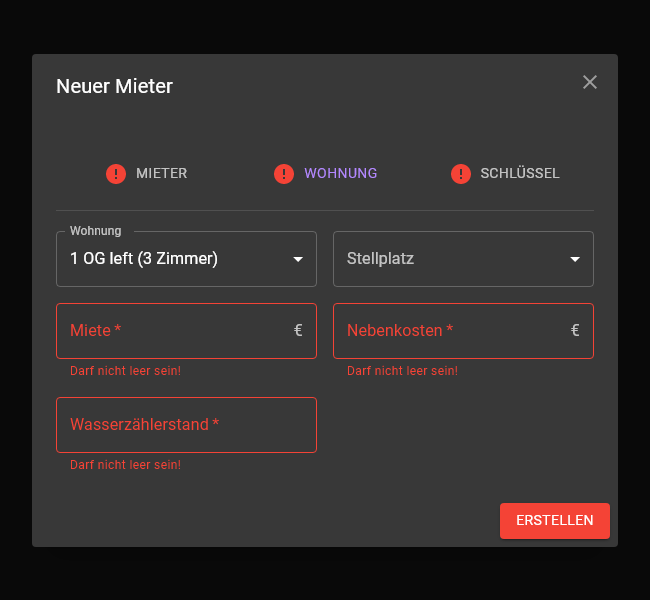 Neuer Mieter
MIETER
WOHNUNG
SCHLÜSSEL
Wohnung
1 OG left (3 Zimmer)
Stellplatz
Miete *
€
Nebenkosten *
€
Darf nicht leer sein!
Darf nicht leer sein!
Wasserzählerstand *
Darf nicht leer sein!
ERSTELLEN